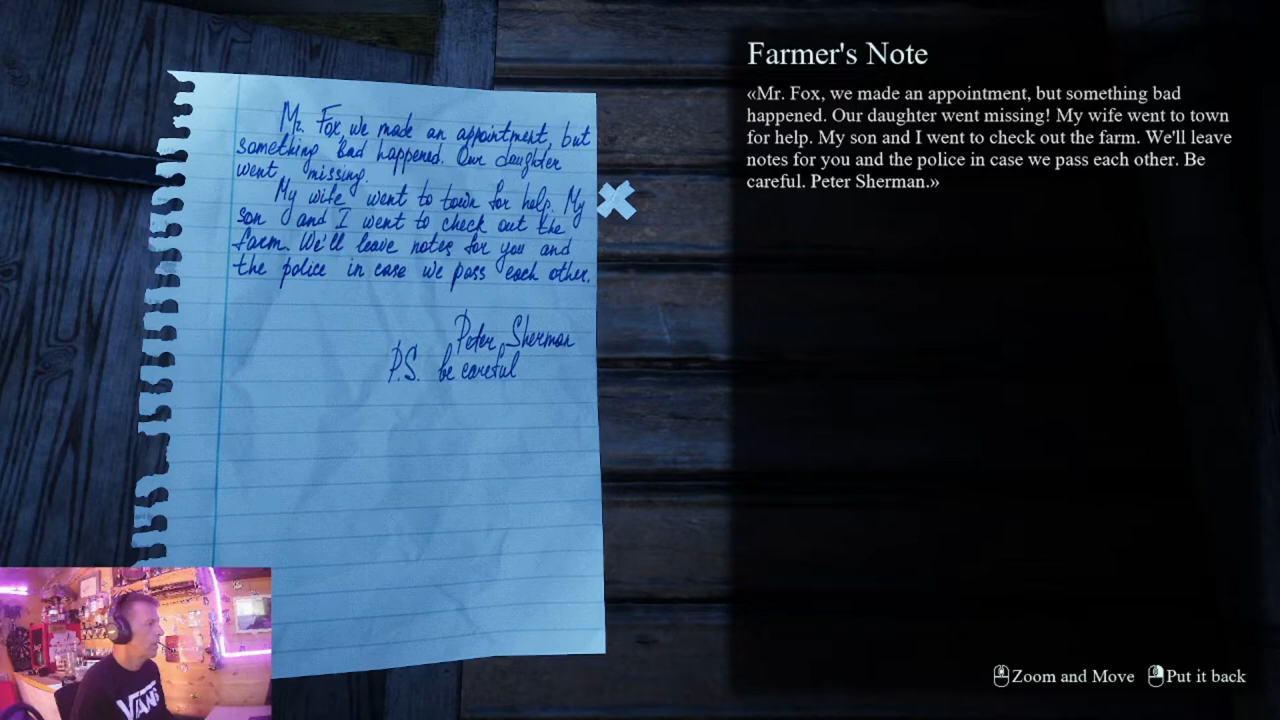 Mr. Fox, we made an appointment, but
something bad happened. Our daughter
went missing.
My wife went to town for help. My
son and I went to check out the
farm. We'll leave notes for you and
the police in case we pass each other.
Peter Sherman
P.S. be careful
Farmer's Note
«Mr. Fox, we made an appointment, but something bad
happened. Our daughter went missing! My wife went to town
for help. My son and I went to check out the farm. We'll leave
notes for you and the police in case we pass each other. Be
careful. Peter Sherman.»
VANS
Zoom and Move Put it back